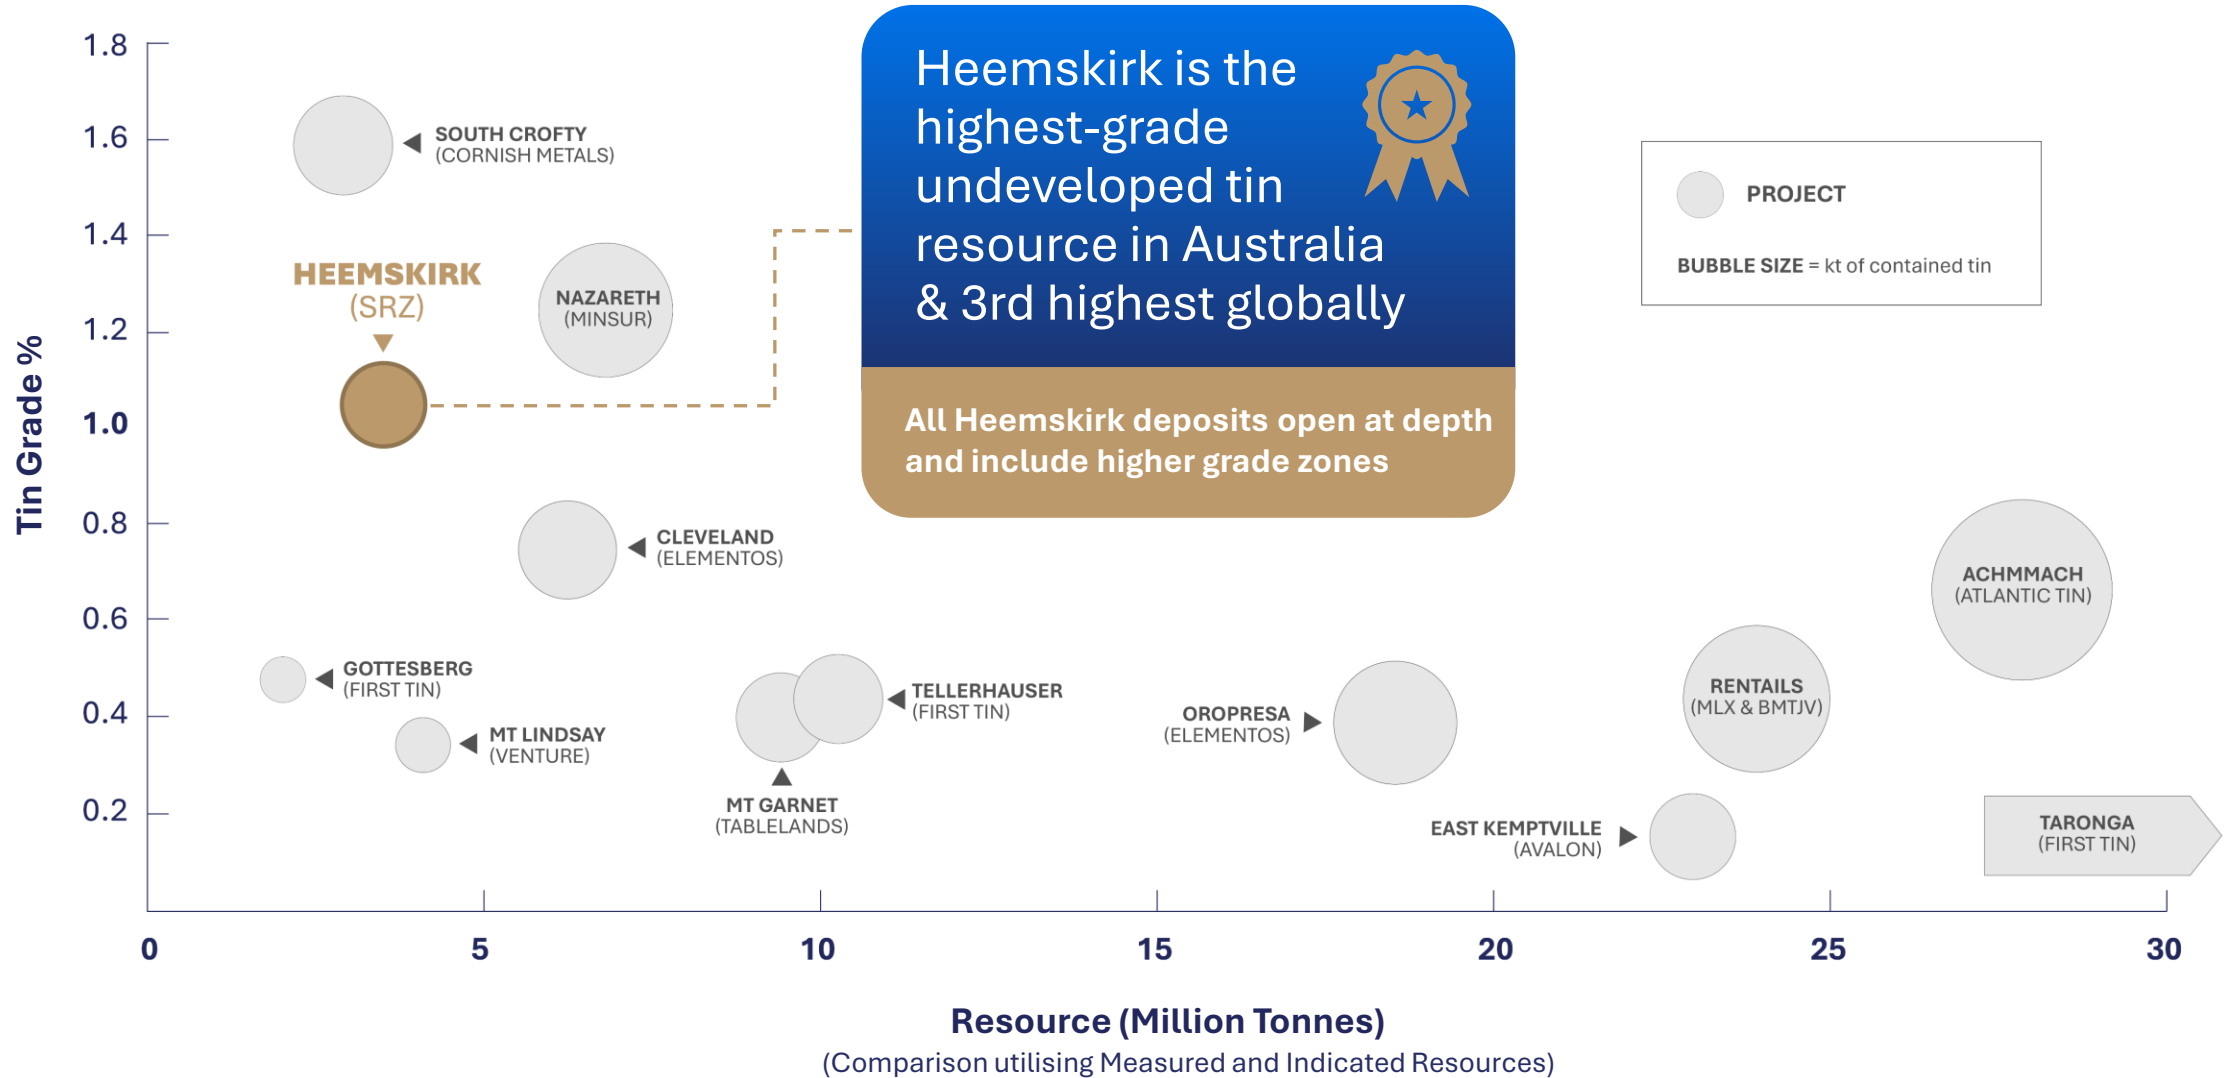 Tin Grade %
1.8
1.6
1.4
1.2
1.0
0.8
0.6
0.4
0.2
SOUTH CROFTY
(CORNISH METALS)
HEEMSKIRK
(SRZ)
NAZARETH
(MINSUR)
Heemskirk is the
highest-grade
undeveloped tin
resource in Australia
& 3rd highest globally
All Heemskirk deposits open at depth
and include higher grade zones
PROJECT
BUBBLE SIZE = kt of contained tin
CLEVELAND
(ELEMENTOS)
GOTTESBERG
(FIRST TIN)
MT LINDSAY
(VENTURE)
MT GARNET
(TABLELANDS)
TELLERHAUSER
(FIRST TIN)
OROPRESA
(ELEMENTOS)
EAST KEMPTVILLE
(AVALON)
RENTAILS
(MLX & BMTJV)
ACHMMACH
(ATLANTIC TIN)
TARONGA
(FIRST TIN)
0 5 10 15 20 25 30
Resource (Million Tonnes)
(Comparison utilising Measured and Indicated Resources)